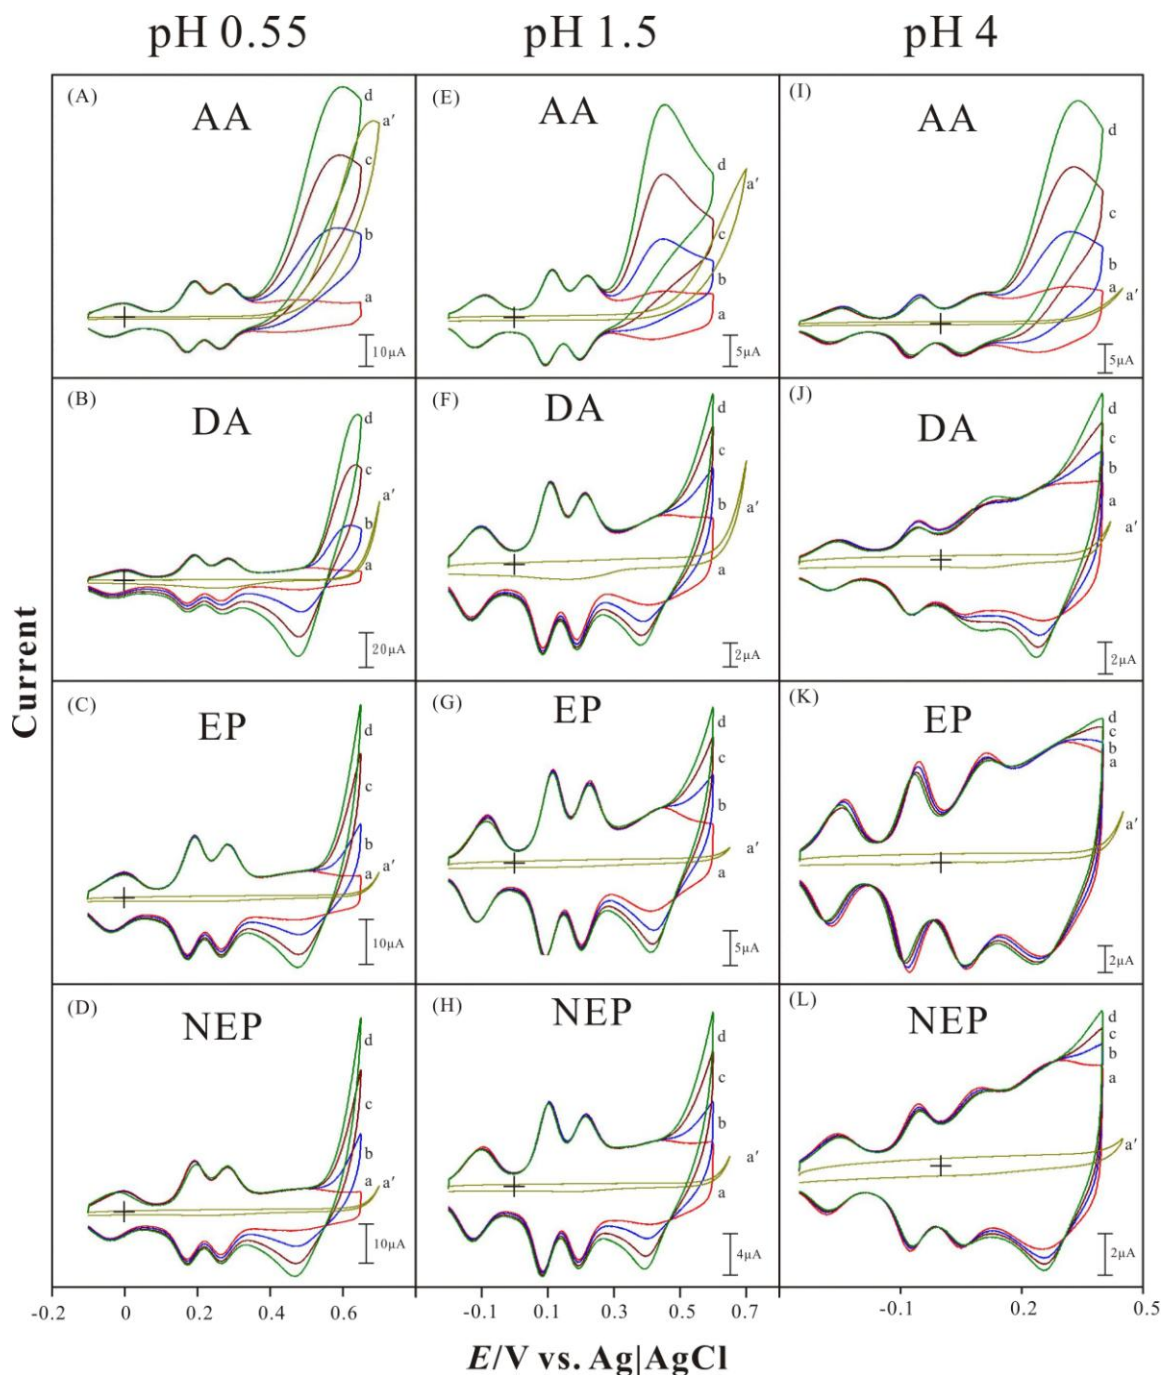 pH 0.55 pH 1.5 pH 4
(A) AA d a′ c b a 10µA
(E) AA d a′ c b a 5µA
(I) AA d c b a a′ 5µA
(B) DA d c a′ b a 20µA
(F) DA d c a′ b a 2µA
(J) DA d c b a a′ 2µA
(C) EP d c b a a′ 10µA
(G) EP d c b a′ a 5µA
(K) EP d c b a a′ 2µA
(D) NEP d c b a a′ 10µA
(H) NEP d c b a′ a 4µA
(L) NEP d c b a a′ 2µA
Current
-0.2 0 0.2 0.4 0.6 -0.1 0.1 0.3 0.5 0.7 -0.1 0.2 0.5
E/V vs. Ag|AgCl